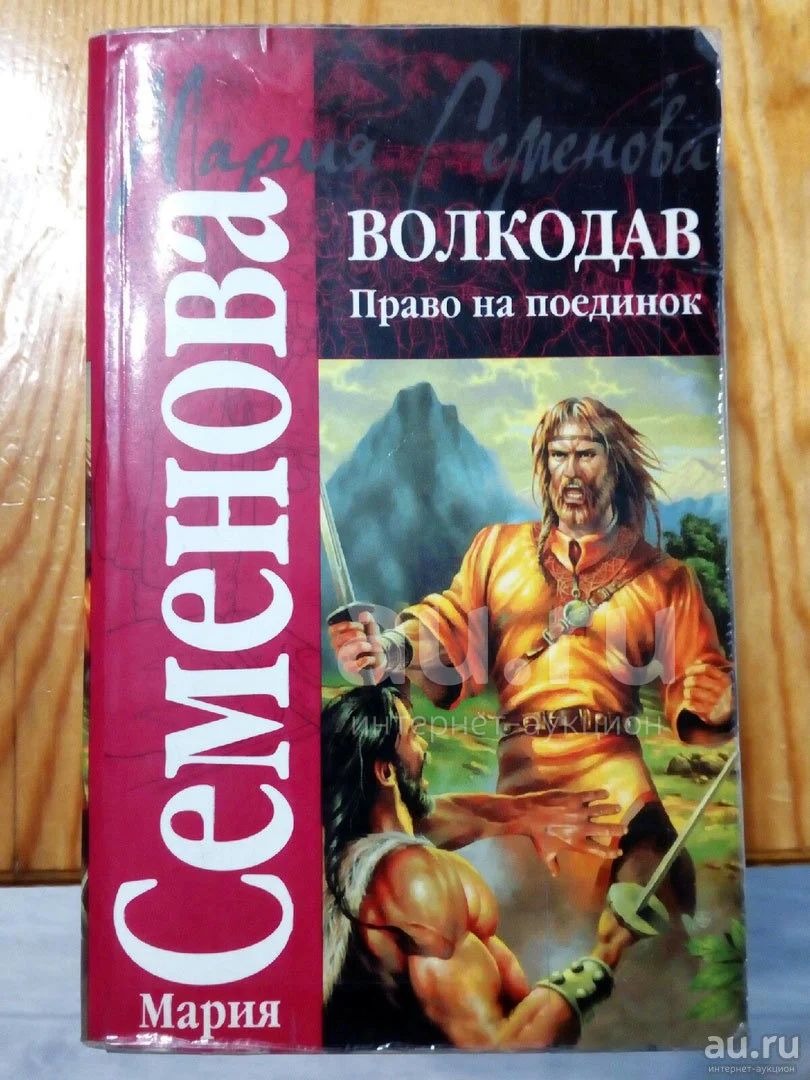 Мария Семенова
ВОЛКОДАВ
Право на поединок
Семенова
Мария
au.ru
интернет-аукцион
au.ru
интернет-аукцион